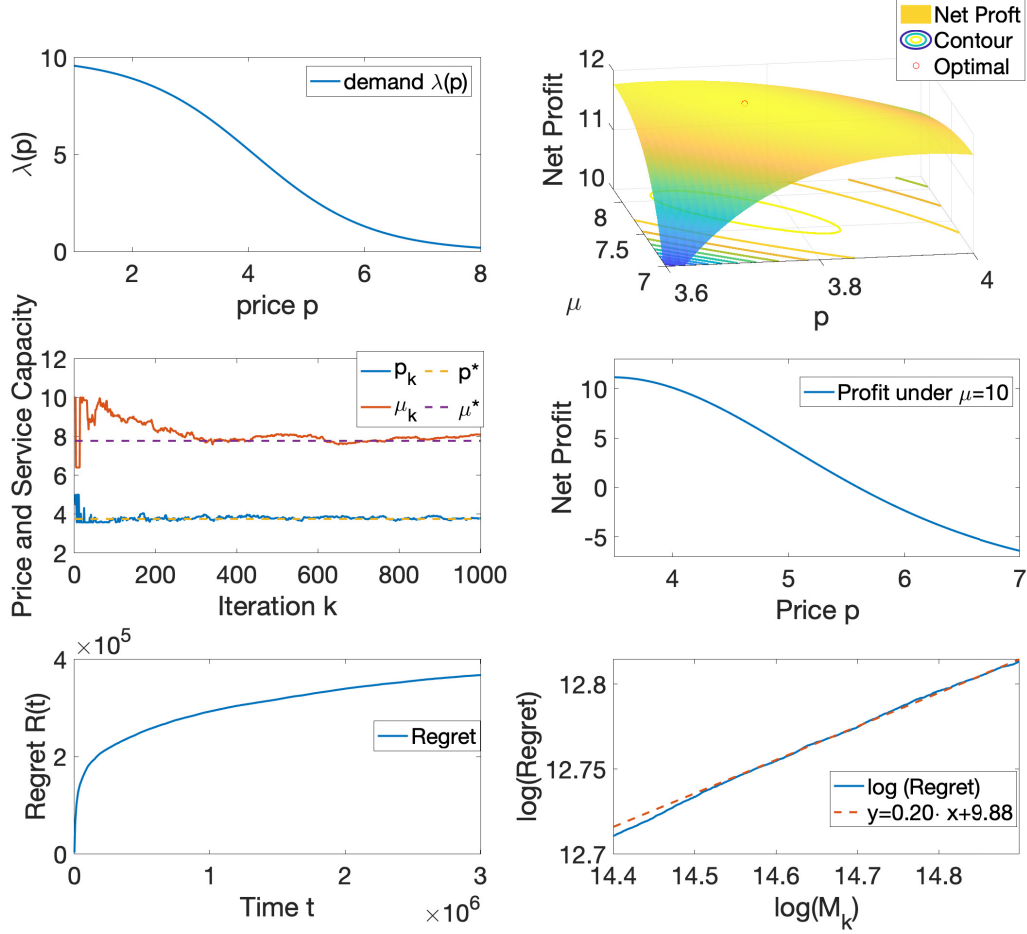 10
5
0
2
4
6
8
λ(p)
price p
demand λ(p)
Net Proft
Contour
Optimal
12
11
10
Net Profit
8
7.5
7
μ
3.6
3.8
4
p
12
10
8
6
4
2
0
200
400
600
800
1000
Price and Service Capacity
Iteration k
p_k
p*
μ_k
μ*
10
5
0
-5
4
5
6
7
Net Profit
Price p
Profit under μ=10
×10^5
4
2
0
0
1
2
3
Regret R(t)
Time t
×10^6
Regret
12.8
12.75
12.7
14.4
14.5
14.6
14.7
14.8
log(Regret)
log(M_k)
log (Regret)
y=0.20· x+9.88